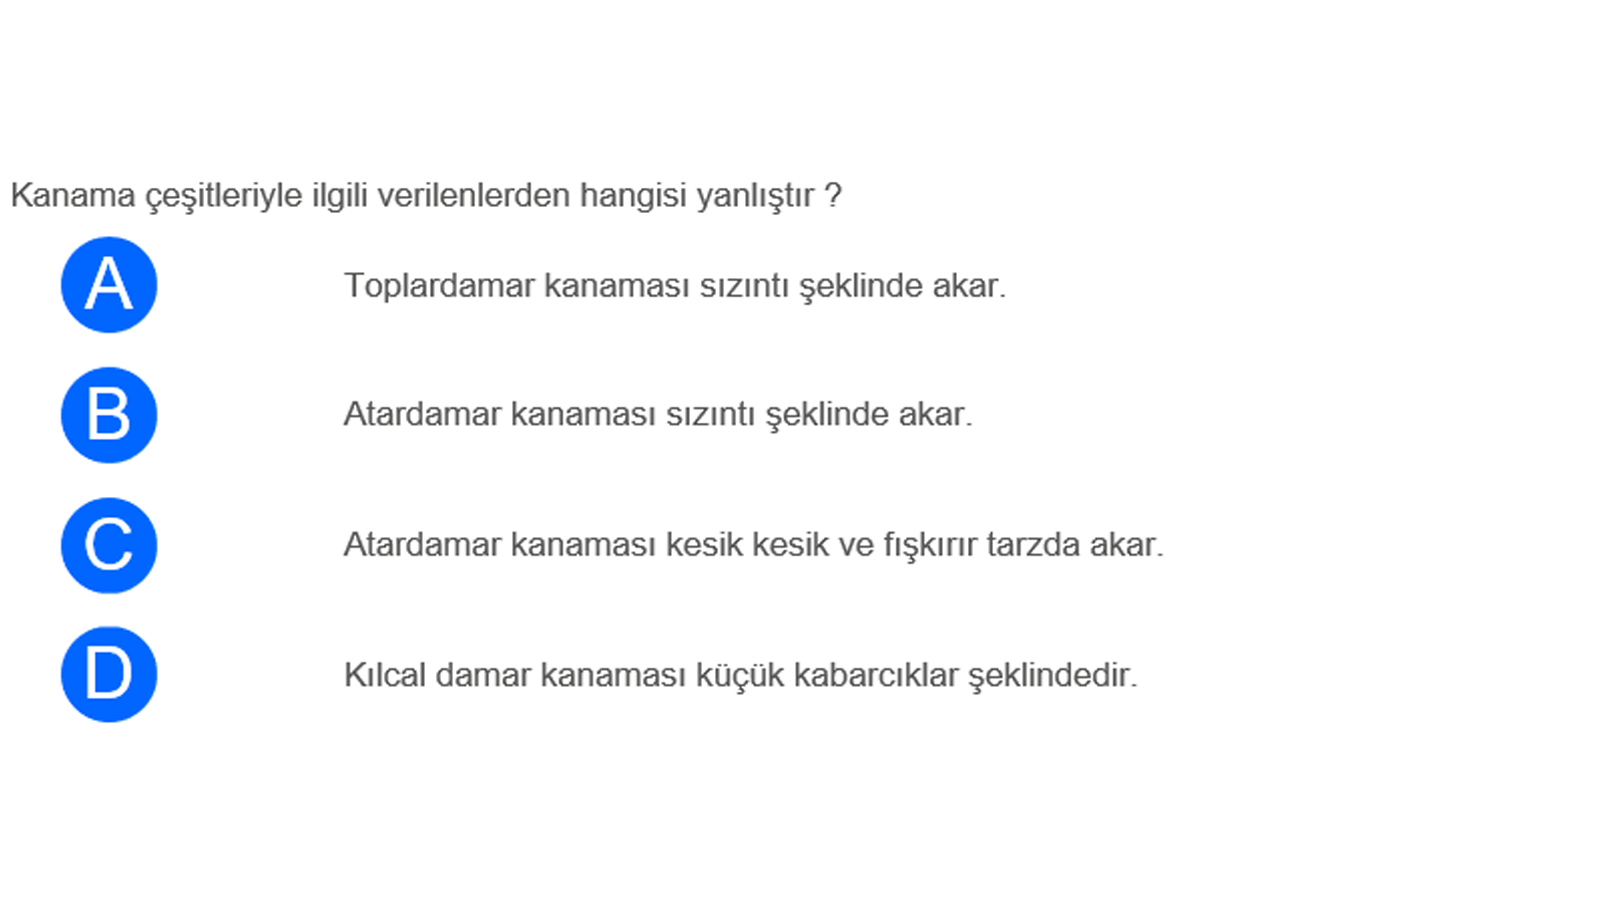 Kanama çeşitleriyle ilgili verilenlerden hangisi yanlıştır ?
A Toplardamar kanaması sızıntı şeklinde akar.
B Atardamar kanaması sızıntı şeklinde akar.
C Atardamar kanaması kesik kesik ve fışkırır tarzda akar.
D Kılcal damar kanaması küçük kabarcıklar şeklindedir.